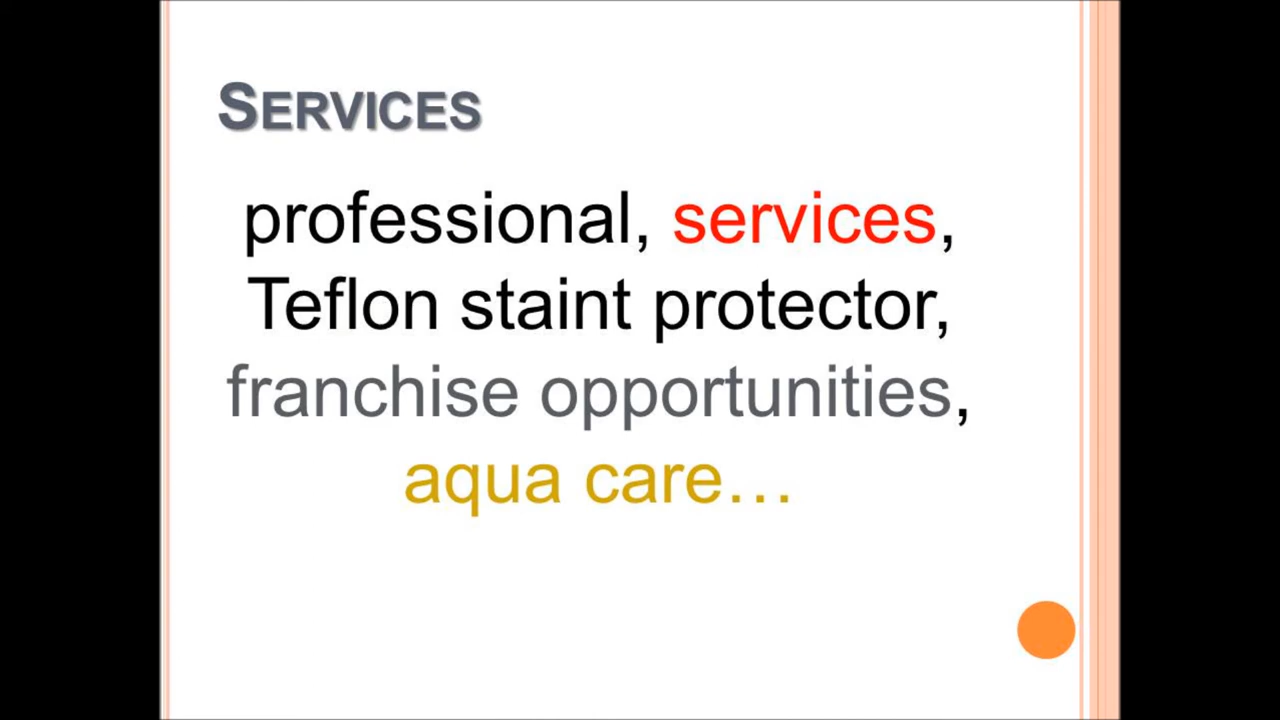 SERVICES
professional, services,
Teflon staint protector,
franchise opportunities,
aqua care…